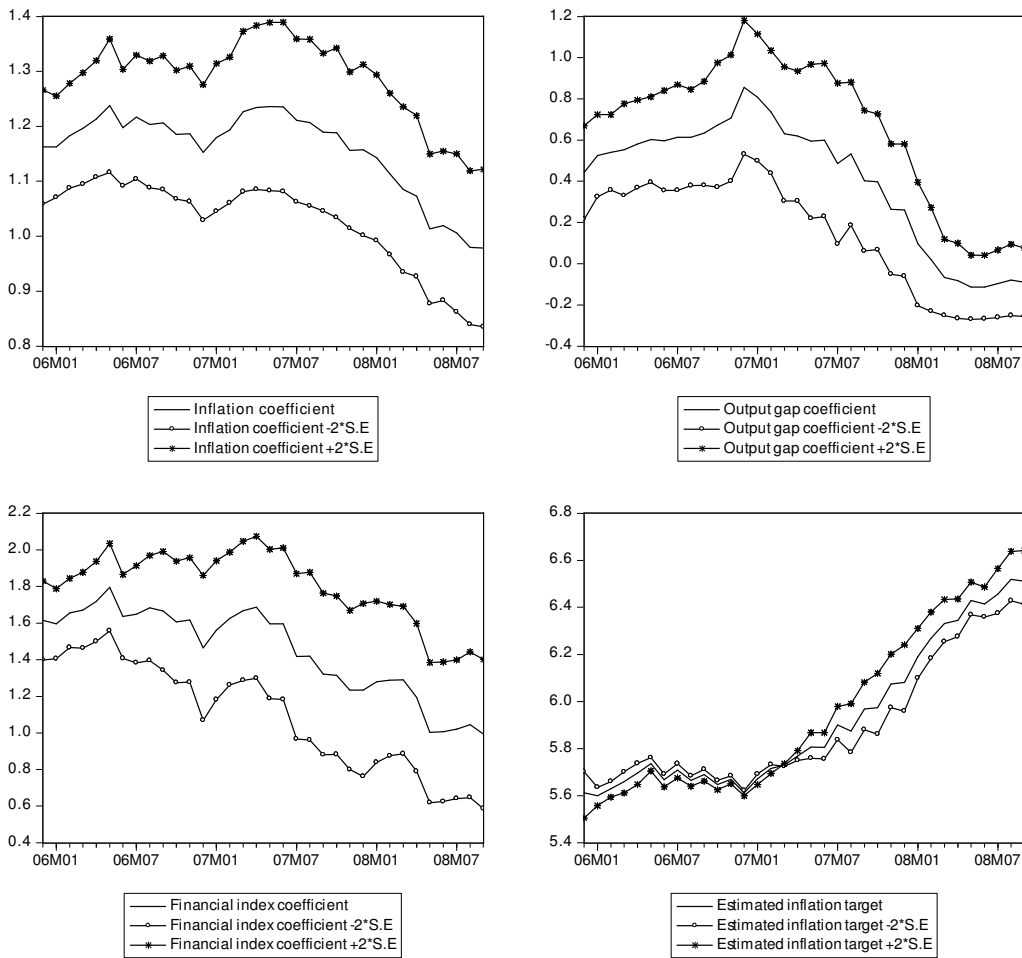 1.4
1.3
1.2
1.1
1.0
0.9
0.8
06M01 06M07 07M01 07M07 08M01 08M07
Inflation coefficient
Inflation coefficient -2*S.E
Inflation coefficient +2*S.E
1.2
1.0
0.8
0.6
0.4
0.2
0.0
-0.2
-0.4
06M01 06M07 07M01 07M07 08M01 08M07
Output gap coefficient
Output gap coefficient -2*S.E
Output gap coefficient +2*S.E
2.2
2.0
1.8
1.6
1.4
1.2
1.0
0.8
0.6
0.4
06M01 06M07 07M01 07M07 08M01 08M07
Financial index coefficient
Financial index coefficient -2*S.E
Financial index coefficient +2*S.E
6.8
6.6
6.4
6.2
6.0
5.8
5.6
5.4
06M01 06M07 07M01 07M07 08M01 08M07
Estimated inflation target
Estimated inflation target -2*S.E
Estimated inflation target +2*S.E